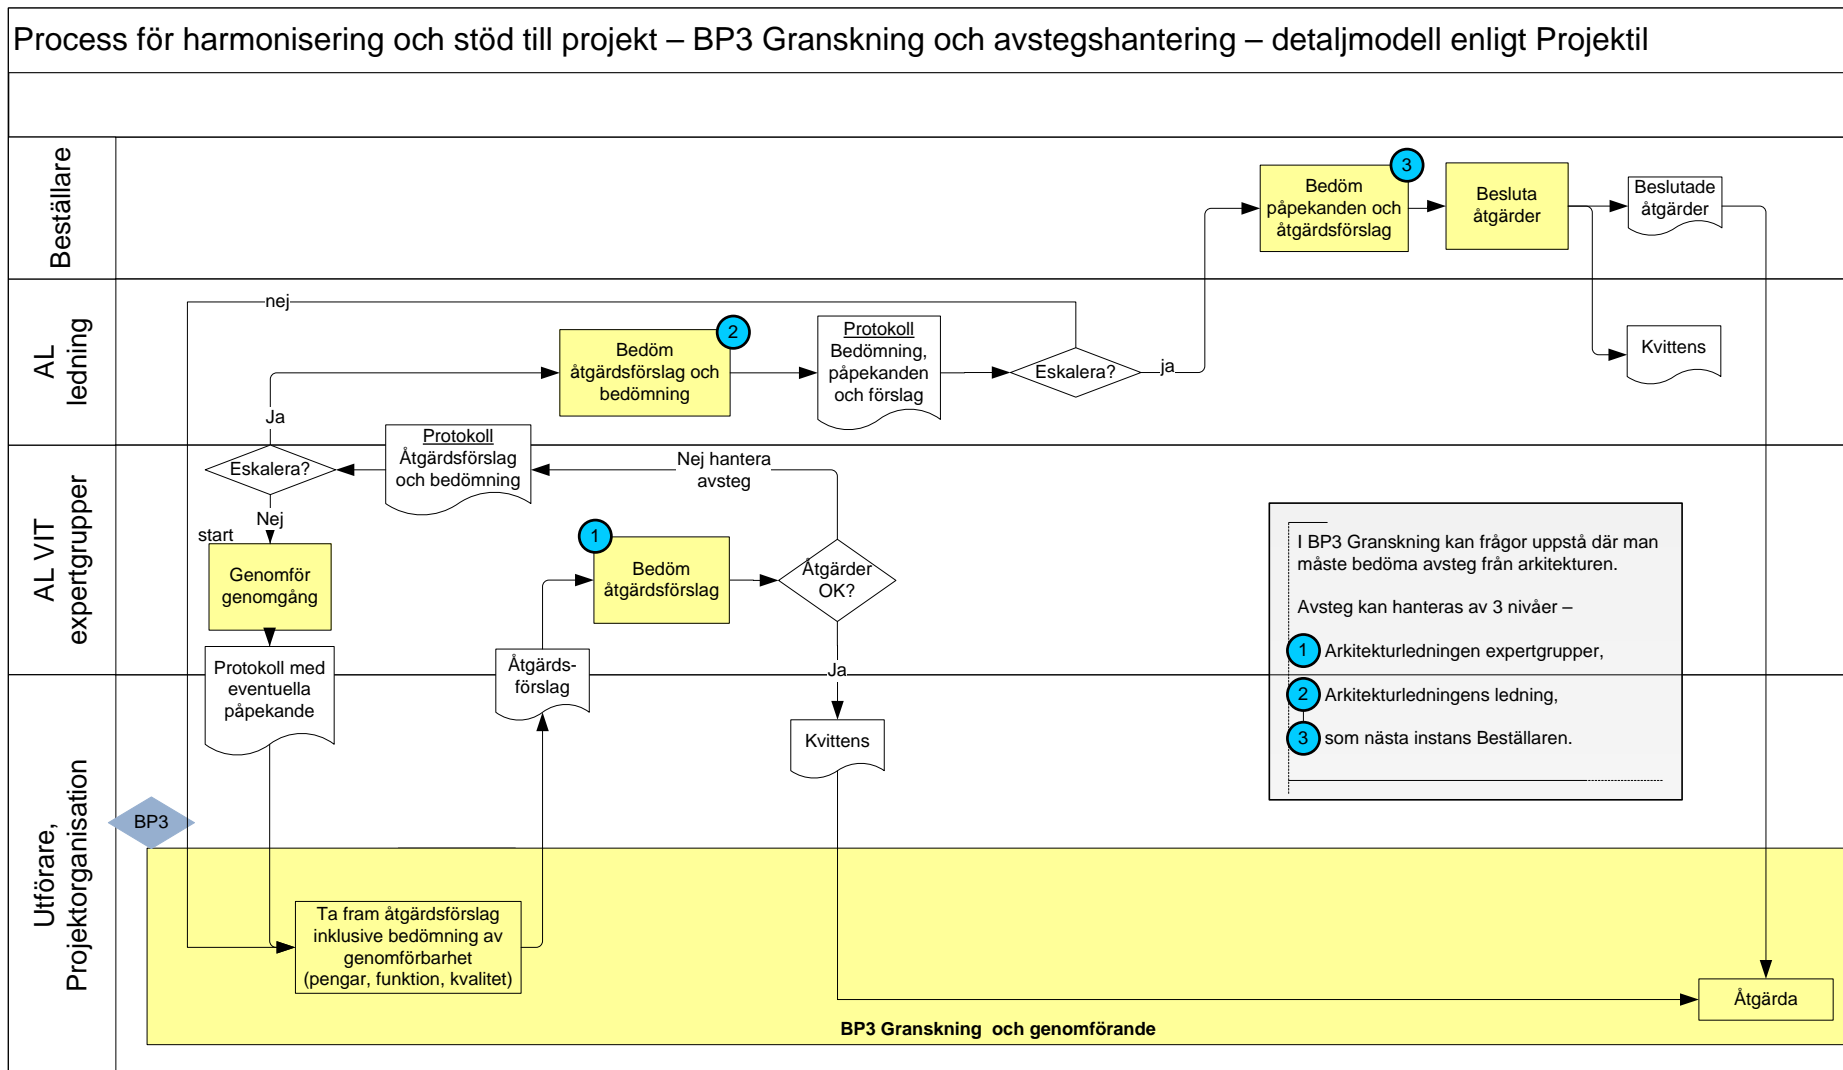 Process för harmonisering och stöd till projekt – BP3 Granskning och avstegshantering – detaljmodell enligt Projektil
Beställare
Bedöm
påpekanden och
åtgärdsförslag
3
Besluta
åtgärder
Beslutade
åtgärder
AL
ledning
nej
Bedöm
åtgärdsförslag och
bedömning
2
Protokoll
Bedömning,
påpekanden
och förslag
Eskalera?
ja
Kvittens
Ja
AL VIT
expertgrupper
Eskalera?
Protokoll
Åtgärdsförslag
och bedömning
Nej hantera
avsteg
Nej
start
Genomför
genomgång
1
Bedöm
åtgärdsförslag
Åtgärder
OK?
Ja
Protokoll med
eventuella
påpekande
Åtgärds-
förslag
I BP3 Granskning kan frågor uppstå där man
måste bedöma avsteg från arkitekturen.
Avsteg kan hanteras av 3 nivåer –
1 Arkitekturledningen expertgrupper,
2 Arkitekturledningens ledning,
3 som nästa instans Beställaren.
Utförare,
Projektorganisation
Kvittens
BP3
Ta fram åtgärdsförslag
inklusive bedömning av
genomförbarhet
(pengar, funktion, kvalitet)
Åtgärda
BP3 Granskning  och genomförande